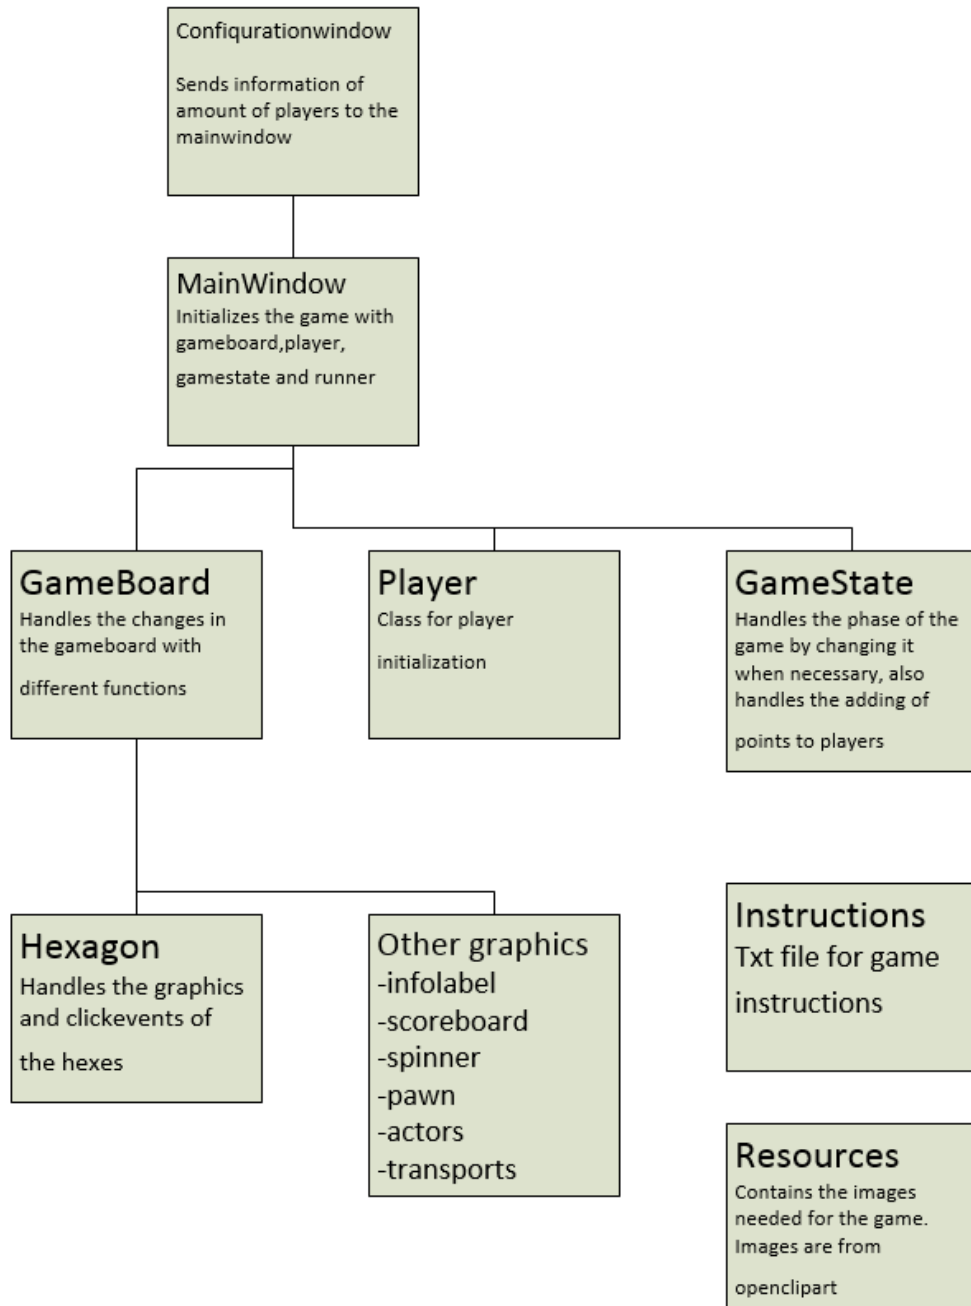 Confiqurationwindow
Sends information of
amount of players to the
mainwindow
MainWindow
Initializes the game with
gameboard,player,
gamestate and runner
GameBoard
Handles the changes in
the gameboard with
different functions
Player
Class for player
initialization
GameState
Handles the phase of the
game by changing it
when necessary, also
handles the adding of
points to players
Hexagon
Handles the graphics
and clickevents of
the hexes
Other graphics
-infolabel
-scoreboard
-spinner
-pawn
-actors
-transports
Instructions
Txt file for game
instructions
Resources
Contains the images
needed for the game.
Images are from
openclipart